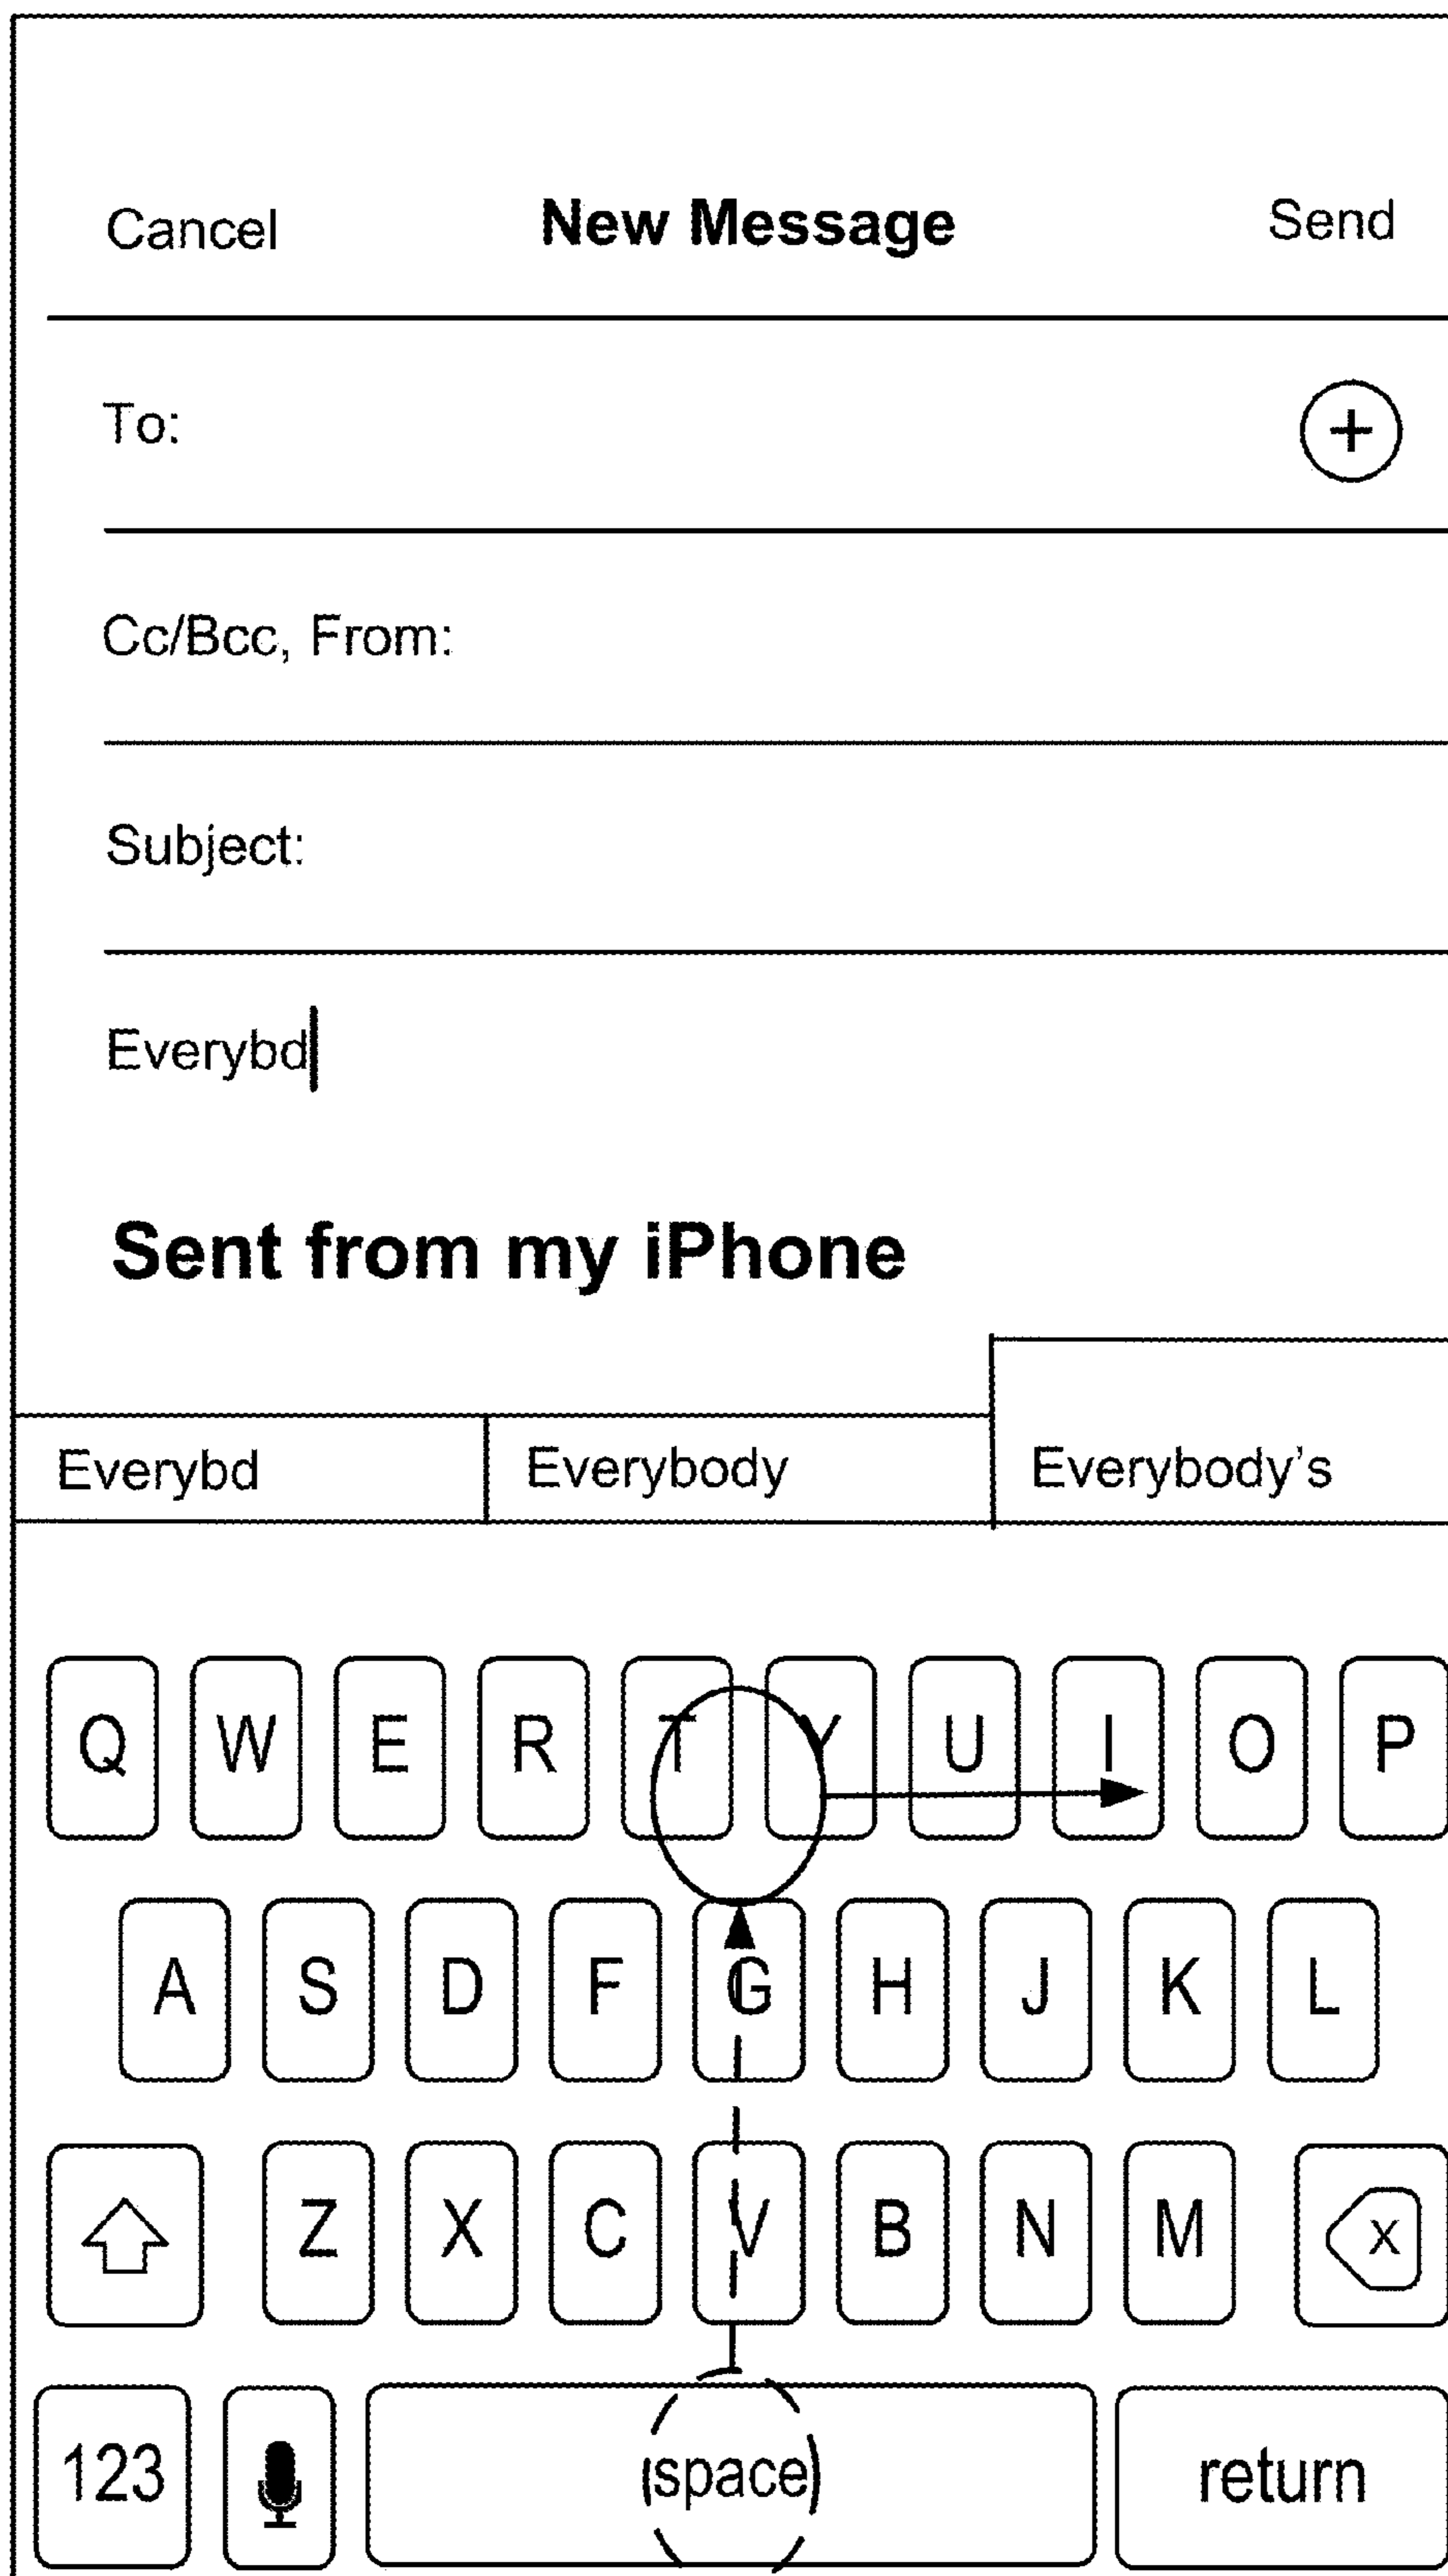 Cancel New Message Send
To: +
Cc/Bcc, From:
Subject:
Everybd
Sent from my iPhone
Everybd Everybody Everybody's
Q W E R T Y U I O P
A S D F G H J K L
Z X C V B N M X
123 space return